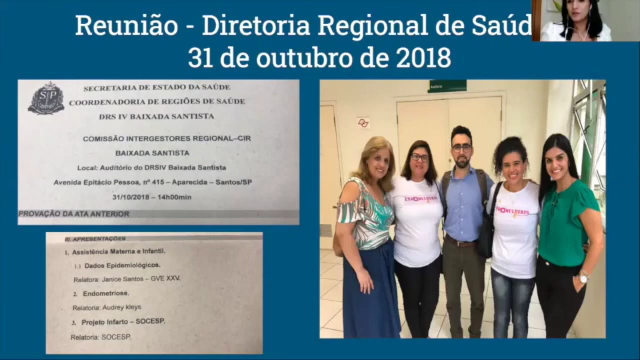 Reunião - Diretoria Regional de Saúd
31 de outubro de 2018
SECRETARIA DE ESTADO DA SAÚDE
COORDENADORIA DE REGIÕES DE SAÚDE
DRS IV BAIXADA SANTISTA
COMISSÃO INTERGESTORES REGIONAL–CIR
BAIXADA SANTISTA
Local: Auditório do DRSIV Baixada Santista
Avenida Epitácio Pessoa, nº 415 – Aparecida – Santos/SP
31/10/2018 – 14h00min
PROVAÇÃO DA ATA ANTERIOR
APRESENTAÇÕES
1. Assistência Materna e Infantil.
1.1 Dados Epidemiológicos.
Relatora: Janice Santos – GVE XXV.
2. Endometriose.
Relatoria: Audrey kleys.
3. Projeto Infarto – SOCESP.
Relatoria: SOCESP.